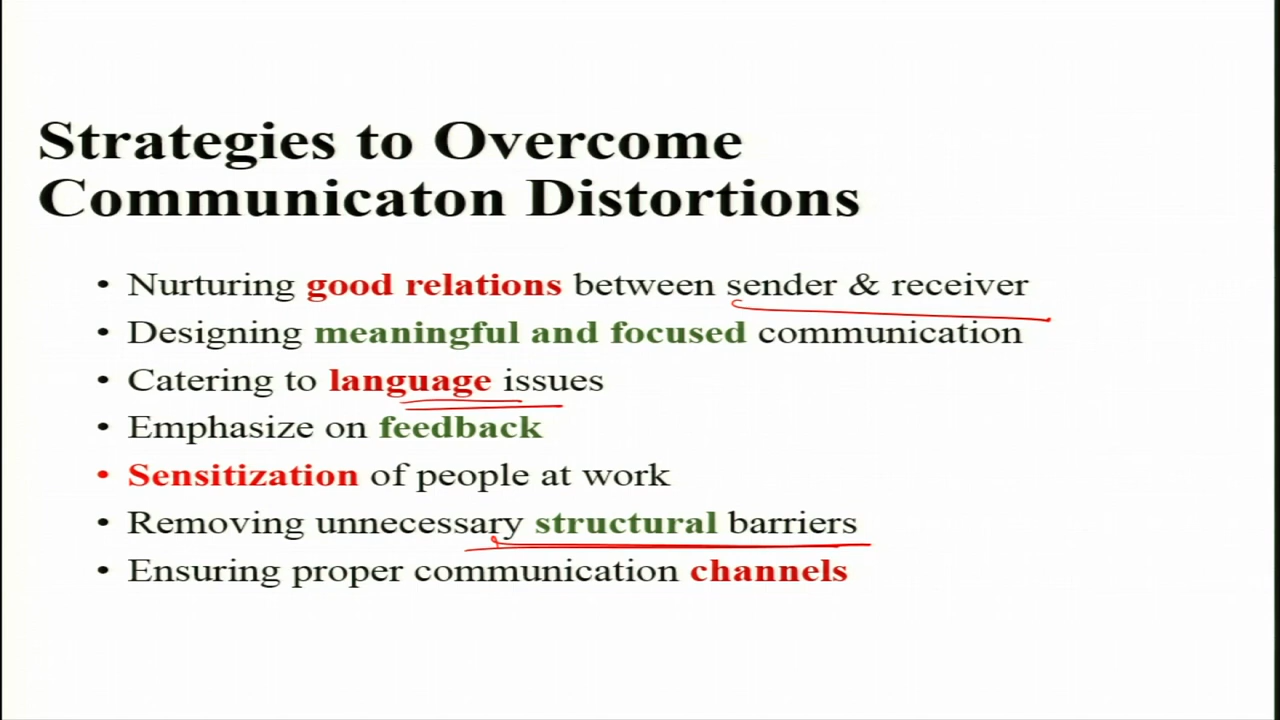 Strategies to Overcome
Communicaton Distortions
• Nurturing good relations between sender & receiver
• Designing meaningful and focused communication
• Catering to language issues
• Emphasize on feedback
• Sensitization of people at work
• Removing unnecessary structural barriers
• Ensuring proper communication channels